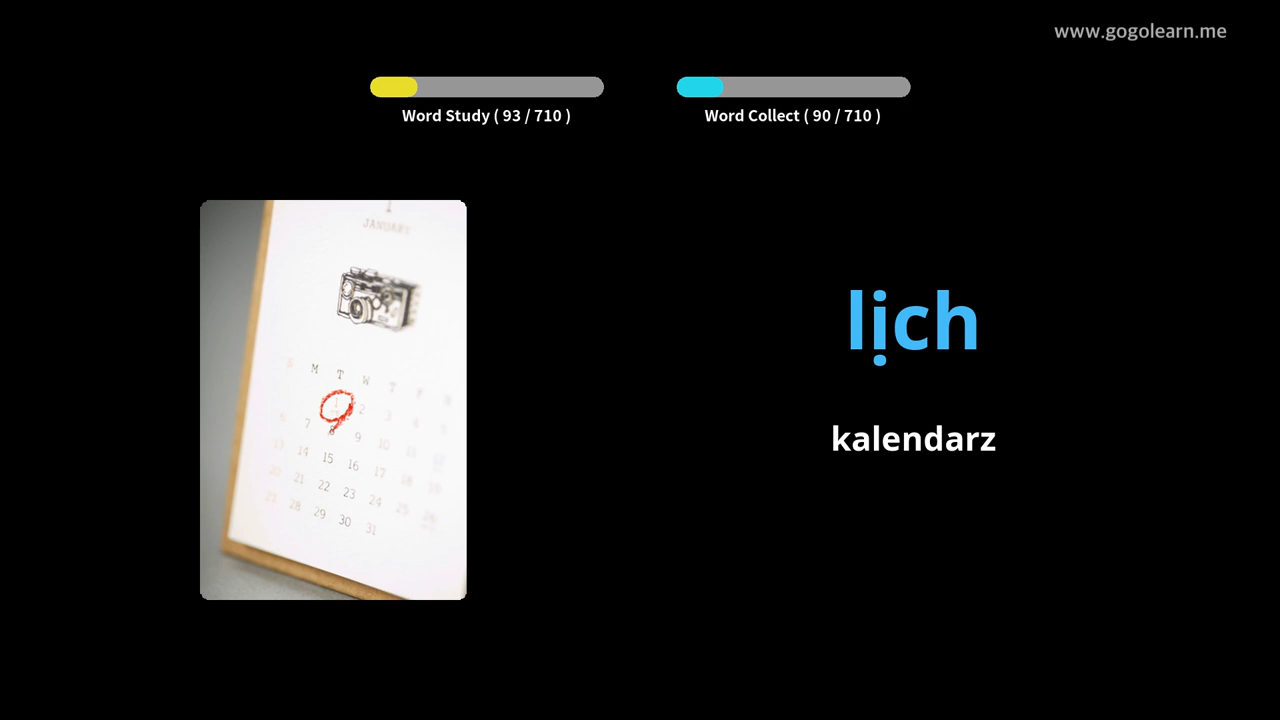 www.gogolearn.me
Word Study ( 93 / 710 )
Word Collect ( 90 / 710 )
JANUARY
M T W T F
1 2 3 4 5
6 7 8 9 10 11
13 14 15 16 17 18 19
20 21 22 23 24 25 26
27 28 29 30 31
lịch
kalendarz